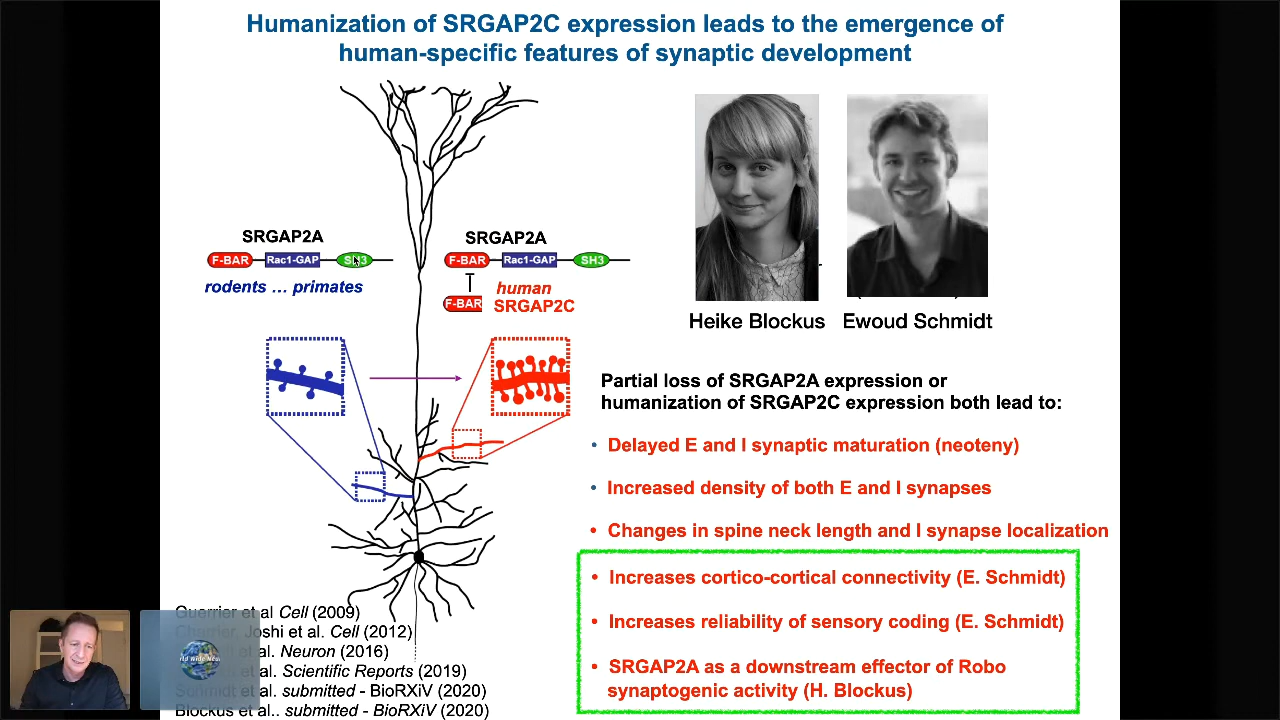 Humanization of SRGAP2C expression leads to the emergence of
human-specific features of synaptic development
SRGAP2A
F-BAR Rac1-GAP SH3
rodents … primates
SRGAP2A
F-BAR Rac1-GAP SH3
F-BAR
human
SRGAP2C
Heike Blockus
Ewoud Schmidt
Partial loss of SRGAP2A expression or
humanization of SRGAP2C expression both lead to:
• Delayed E and I synaptic maturation (neoteny)
• Increased density of both E and I synapses
• Changes in spine neck length and I synapse localization
• Increases cortico-cortical connectivity (E. Schmidt)
• Increases reliability of sensory coding (E. Schmidt)
• SRGAP2A as a downstream effector of Robo
synaptogenic activity (H. Blockus)
Guerrier et al Cell (2009)
Charrier, Joshi et al. Cell (2012)
et al. Neuron (2016)
et al. Scientific Reports (2019)
Schmidt et al. submitted - BioRXiV (2020)
Blockus et al.. submitted - BioRXiV (2020)